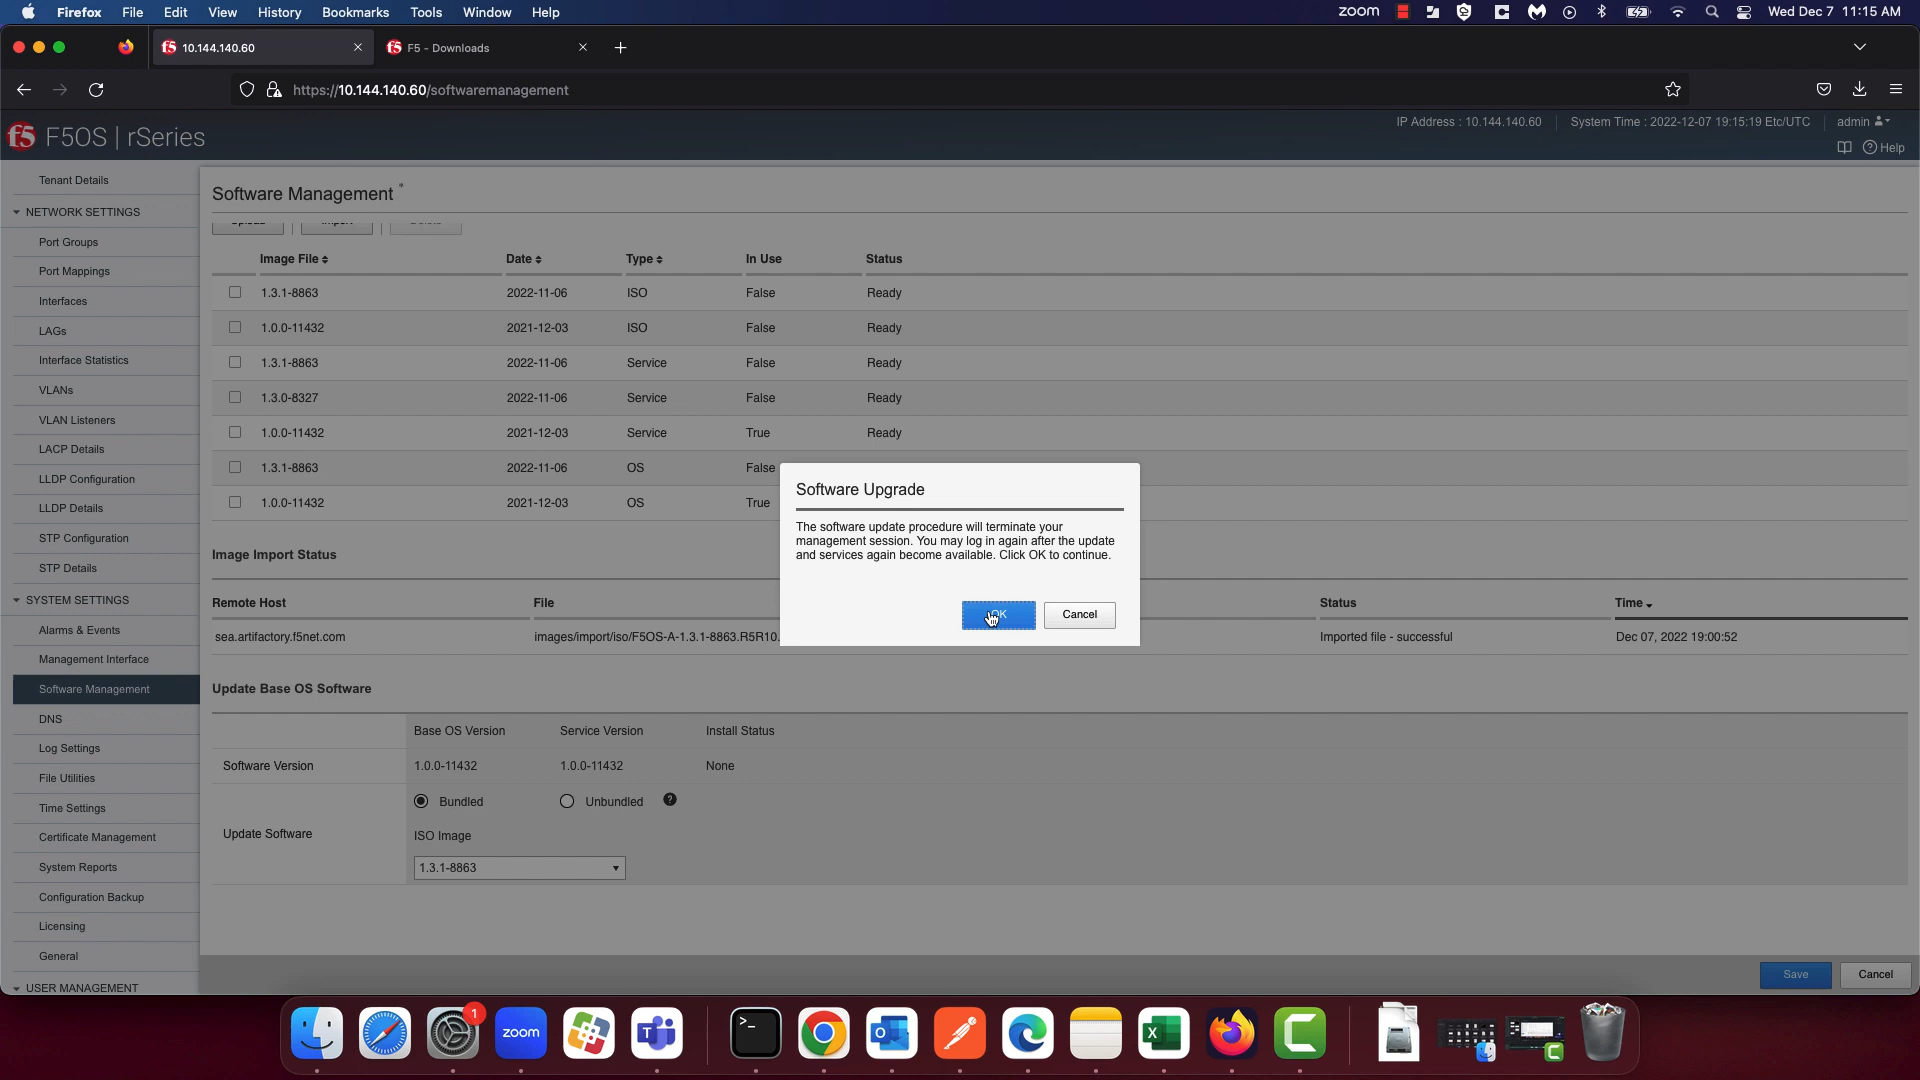 Firefox File Edit View History Bookmarks Tools Window Help zoom Wed Dec 7 11:15 AM
10.144.140.60 F5 - Downloads
https://10.144.140.60/softwaremanagement
IP Address : 10.144.140.60 System Time : 2022-12-07 19:15:19 Etc/UTC admin
f5 F5OS | rSeries
Help
Tenant Details
NETWORK SETTINGS
Port Groups
Port Mappings
Interfaces
LAGs
Interface Statistics
VLANs
VLAN Listeners
LACP Details
LLDP Configuration
LLDP Details
STP Configuration
STP Details
SYSTEM SETTINGS
Alarms & Events
Management Interface
Software Management
DNS
Log Settings
File Utilities
Time Settings
Certificate Management
System Reports
Configuration Backup
Licensing
General
USER MANAGEMENT
Software Management *
Image File Date Type In Use Status
1.3.1-8863 2022-11-06 ISO False Ready
1.0.0-11432 2021-12-03 ISO False Ready
1.3.1-8863 2022-11-06 Service False Ready
1.3.0-8327 2022-11-06 Service False Ready
1.0.0-11432 2021-12-03 Service True Ready
1.3.1-8863 2022-11-06 OS False
1.0.0-11432 2021-12-03 OS True
Software Upgrade
The software update procedure will terminate your
management session. You may log in again after the update
and services again become available. Click OK to continue.
OK Cancel
Image Import Status
Remote Host File Status Time
sea.artifactory.f5net.com images/import/iso/F5OS-A-1.3.1-8863.R5R10. Imported file - successful Dec 07, 2022 19:00:52
Update Base OS Software
Base OS Version Service Version Install Status
Software Version 1.0.0-11432 1.0.0-11432 None
Bundled Unbundled ?
Update Software
ISO Image
1.3.1-8863
Save Cancel
1
zoom